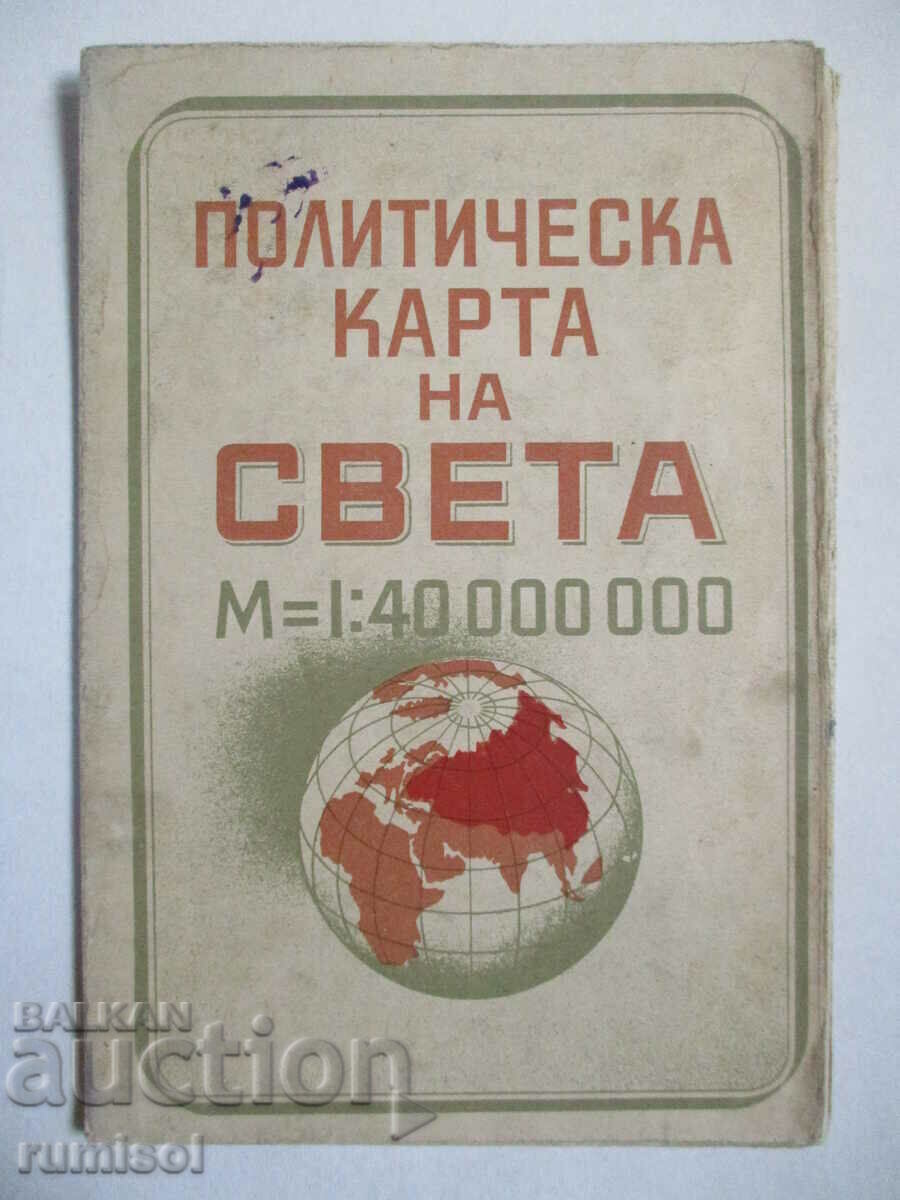 ПОЛИТИЧЕСКА
КАРТА
НА
СВЕТА
М=1:40 000 000
BALKAN
auction
rumisol